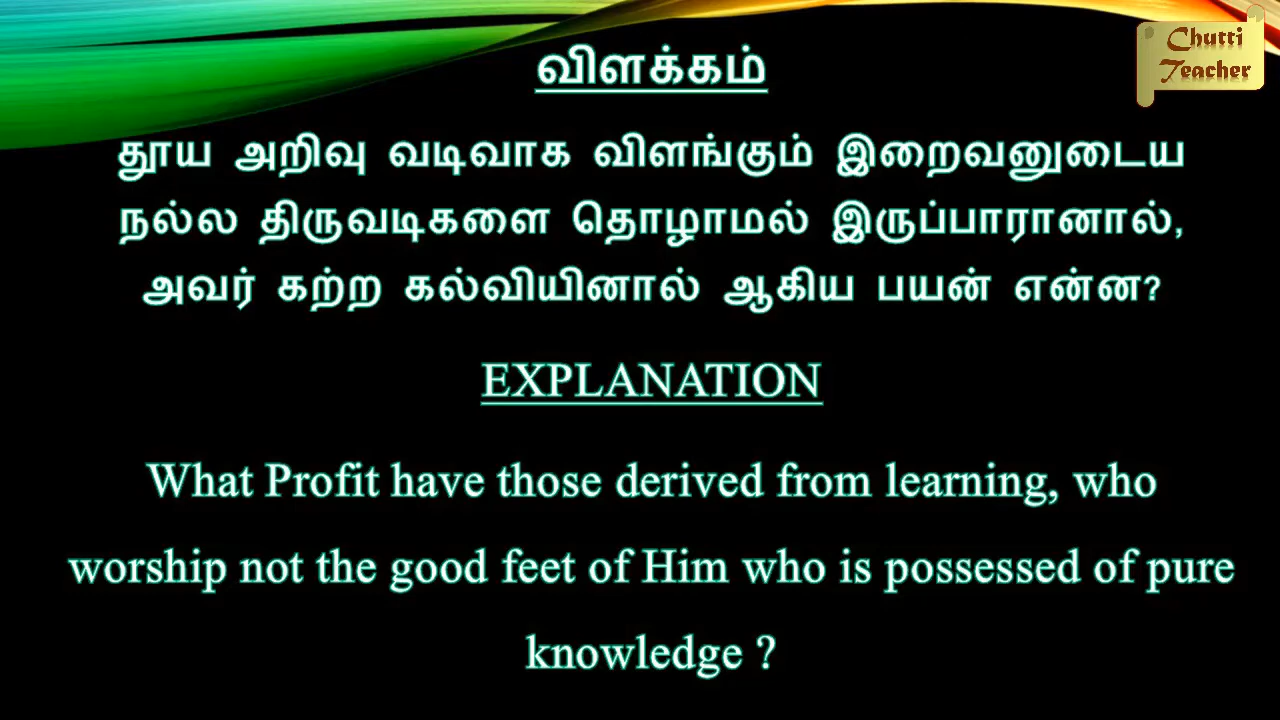 Chutti
Teacher
விளக்கம்
தூய அறிவு வடிவாக விளங்கும் இறைவனுடைய
நல்ல திருவடிகளை தொழாமல் இருப்பாரானால்,
அவர் கற்ற கல்வியினால் ஆகிய பயன் என்ன?
EXPLANATION
What Profit have those derived from learning, who
worship not the good feet of Him who is possessed of pure
knowledge ?